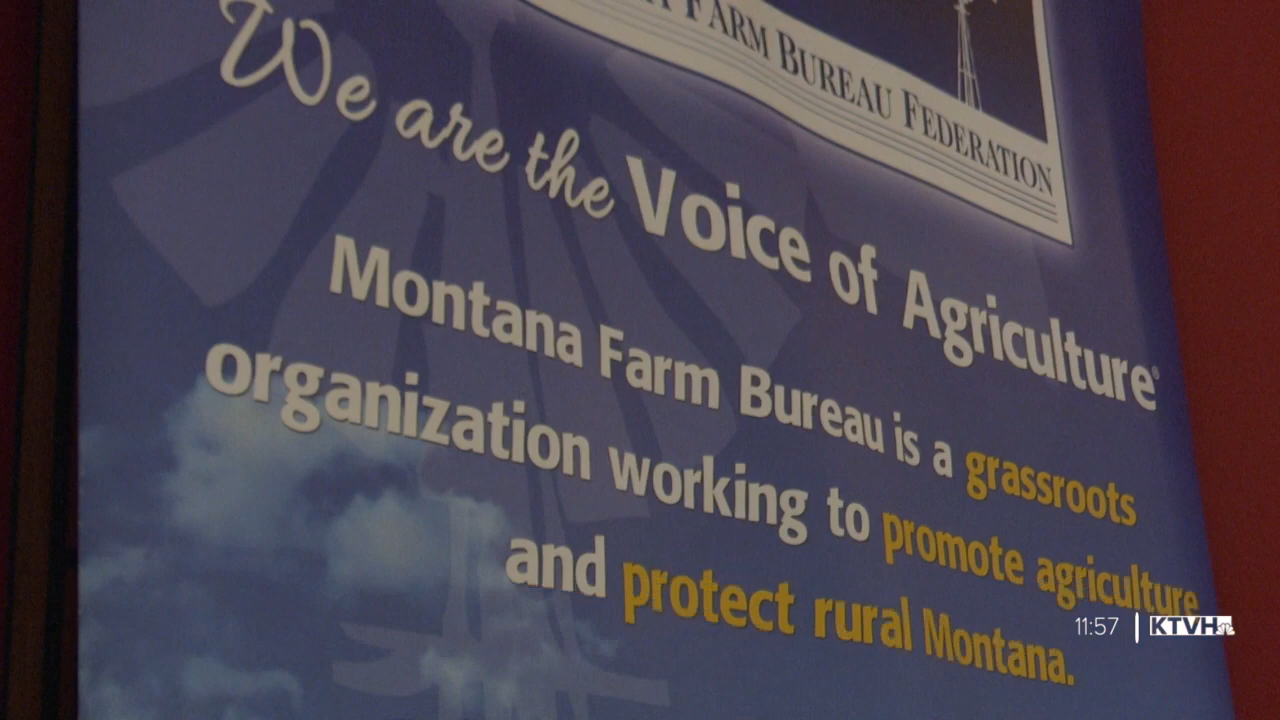 FARM BUREAU FEDERATION
We are the Voice of Agriculture®
Montana Farm Bureau is a grassroots
organization working to promote agriculture
and protect rural Montana.
11:57 | KTVH